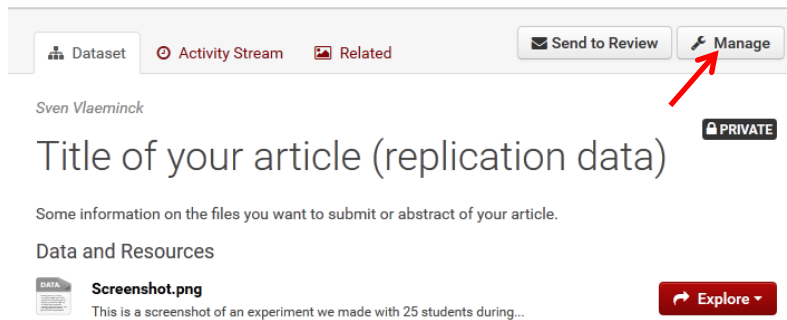 Dataset Activity Stream Related Send to Review Manage
Sven Vlaeminck
PRIVATE
Title of your article (replication data)
Some information on the files you want to submit or abstract of your article.
Data and Resources
DATA
Screenshot.png
This is a screenshot of an experiment we made with 25 students during...
Explore